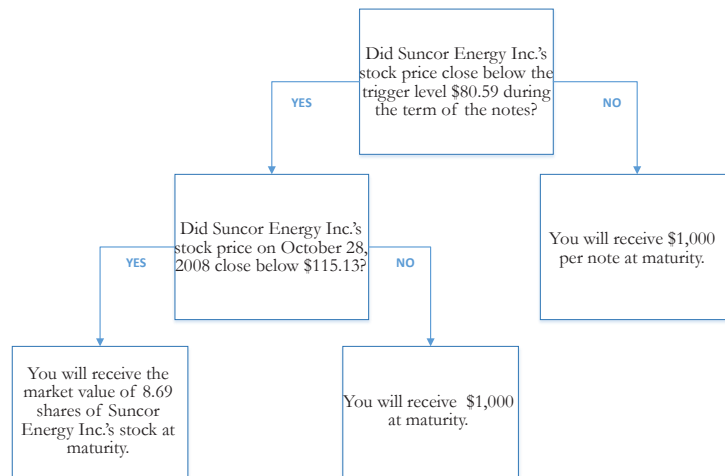 Did Suncor Energy Inc.'s
stock price close below the
trigger level $80.59 during
the term of the notes?
YES
NO
Did Suncor Energy Inc.'s
stock price on October 28,
2008 close below $115.13?
You will receive $1,000
per note at maturity.
YES
NO
You will receive the
market value of 8.69
shares of Suncor
Energy Inc.'s stock at
maturity.
You will receive $1,000
at maturity.